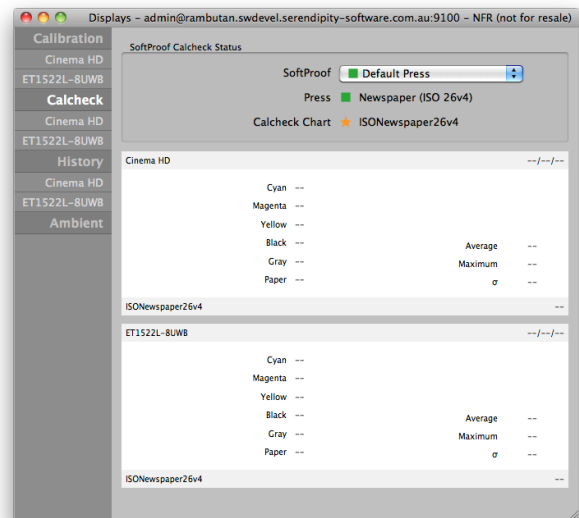 Displays - admin@rambutan.swdevel.serendipity-software.com.au:9100 - NFR (not for resale)
Calibration
Cinema HD
ET1522L-8UWB
Calcheck
Cinema HD
ET1522L-8UWB
History
Cinema HD
ET1522L-8UWB
Ambient
SoftProof Calcheck Status
SoftProof Default Press
Press Newspaper (ISO 26v4)
Calcheck Chart ISONewspaper26v4
Cinema HD --/--/--
Cyan --
Magenta --
Yellow --
Black -- Average --
Gray -- Maximum --
Paper -- σ --
ISONewspaper26v4 --
ET1522L-8UWB --/--/--
Cyan --
Magenta --
Yellow --
Black -- Average --
Gray -- Maximum --
Paper -- σ --
ISONewspaper26v4 --